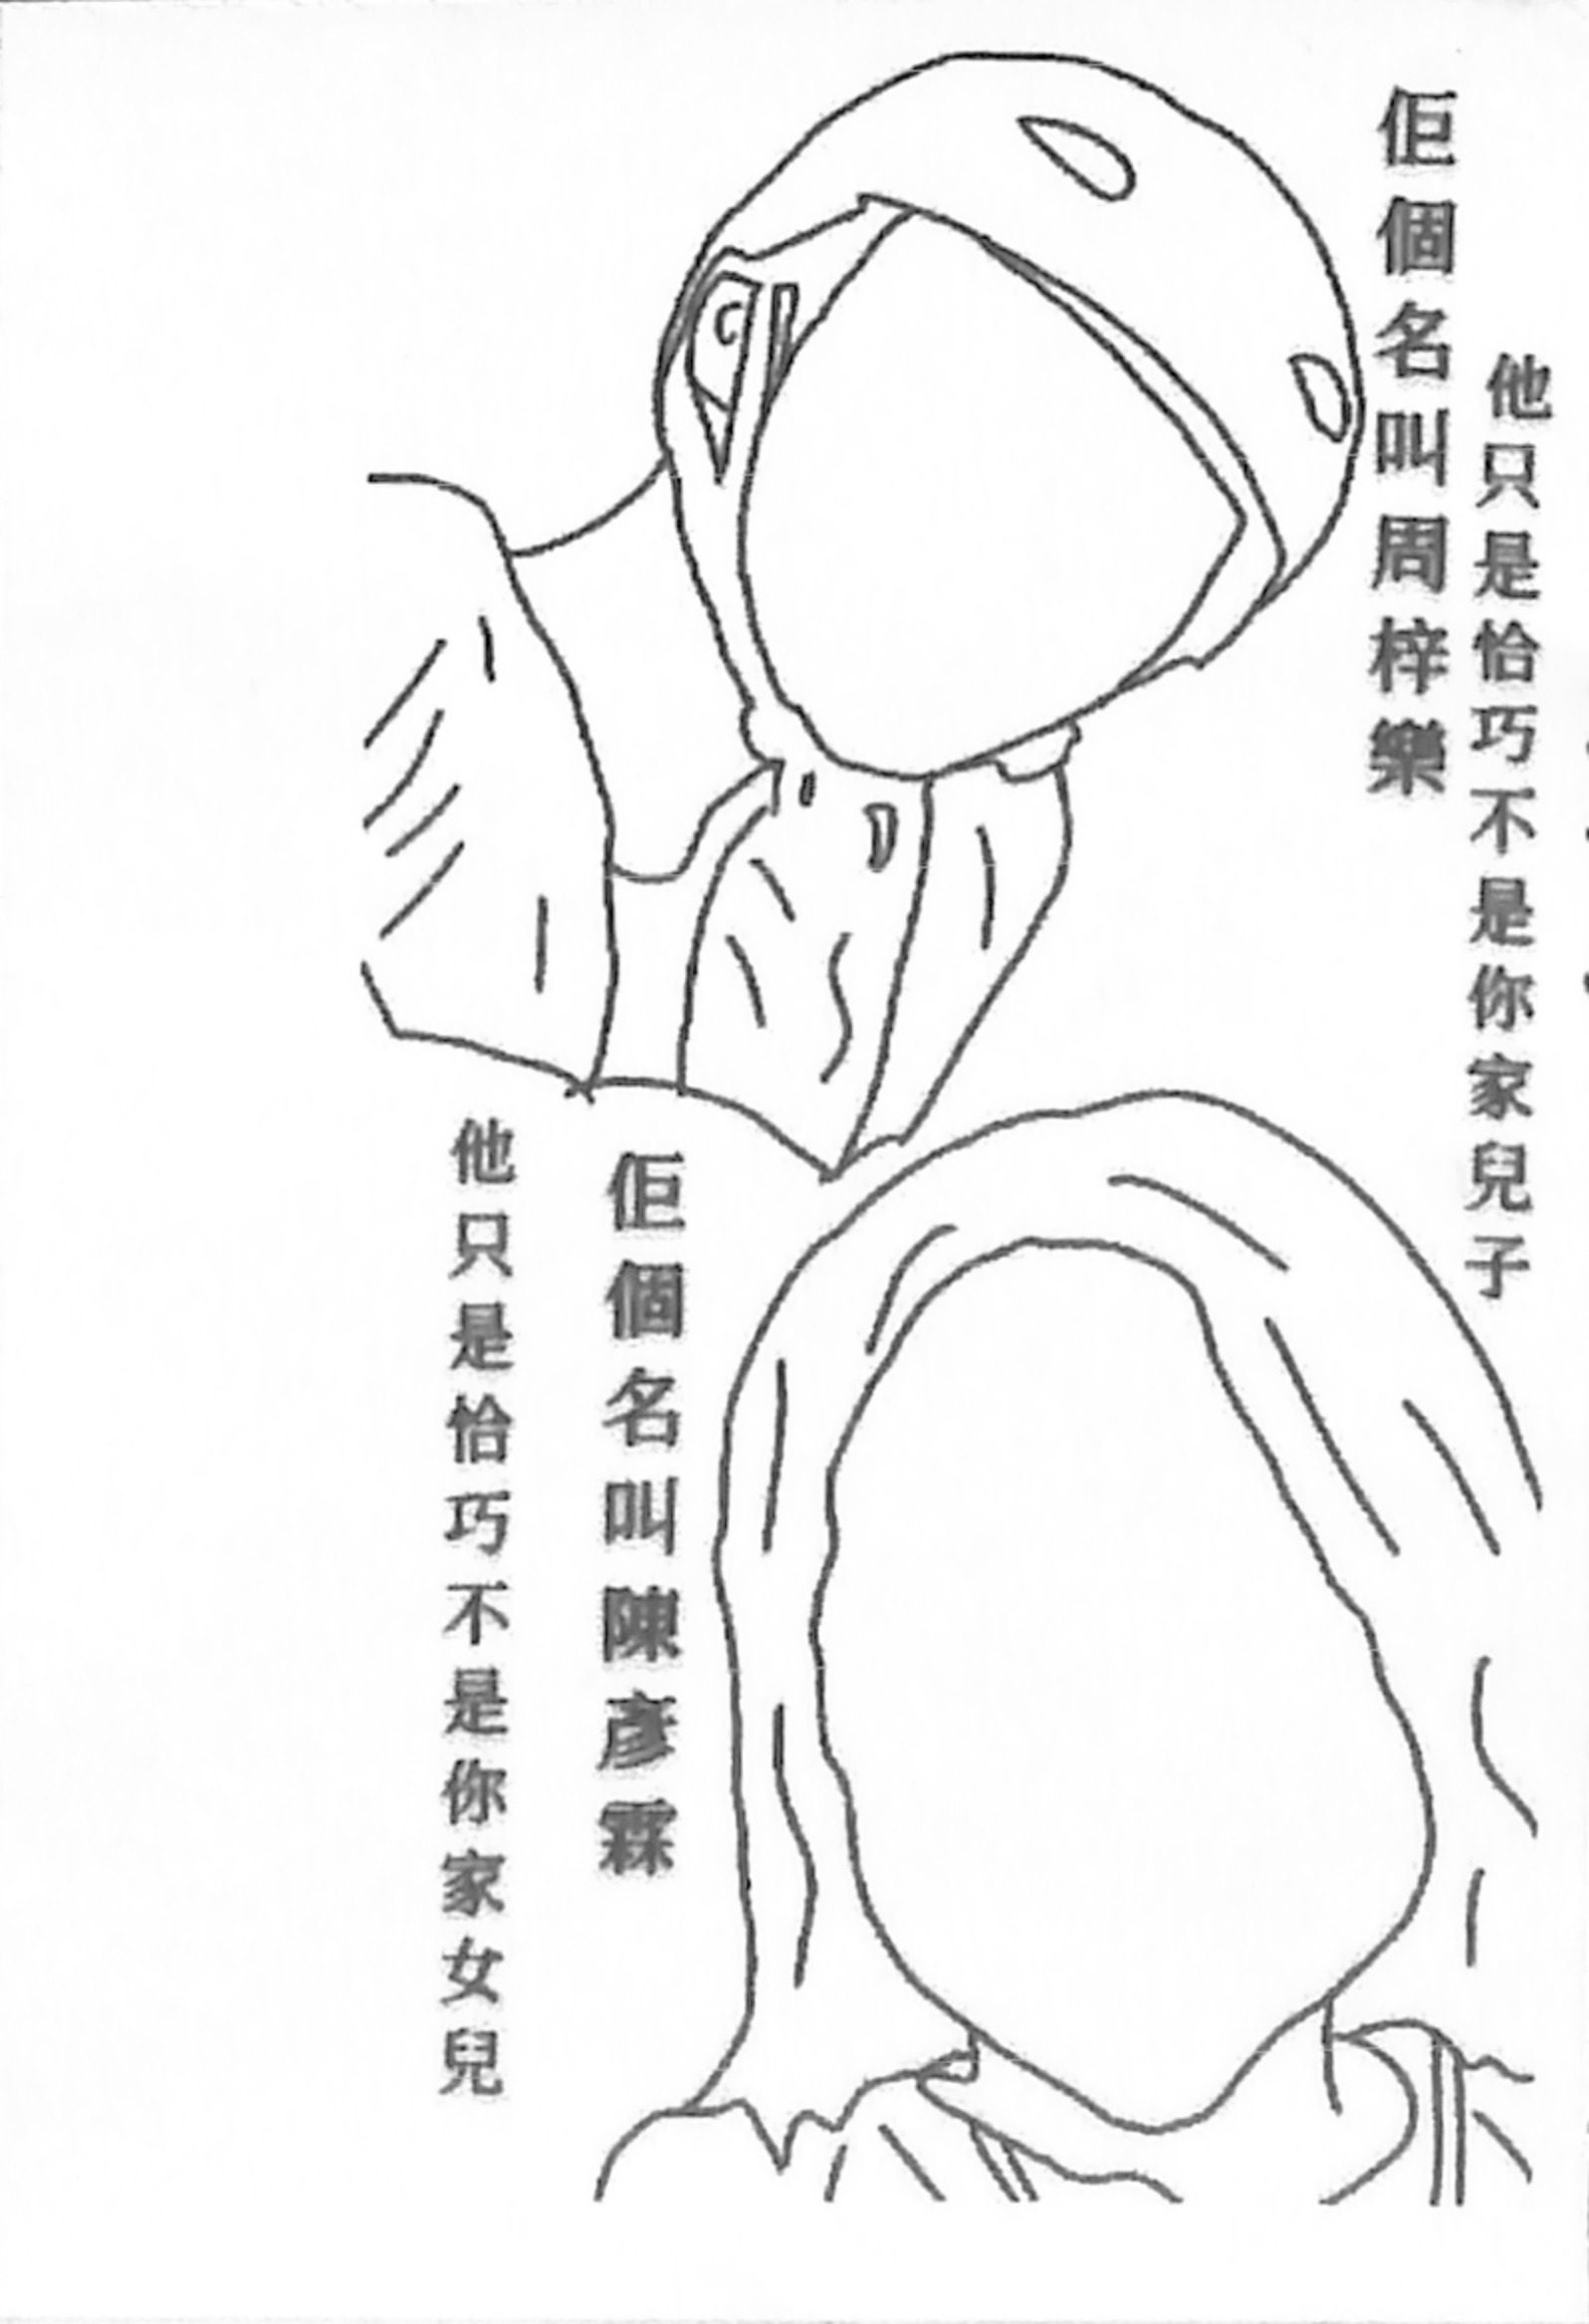 佢個名叫周梓樂
他只是恰巧不是你家兒子
佢個名叫陳彥霖
他只是恰巧不是你家女兒